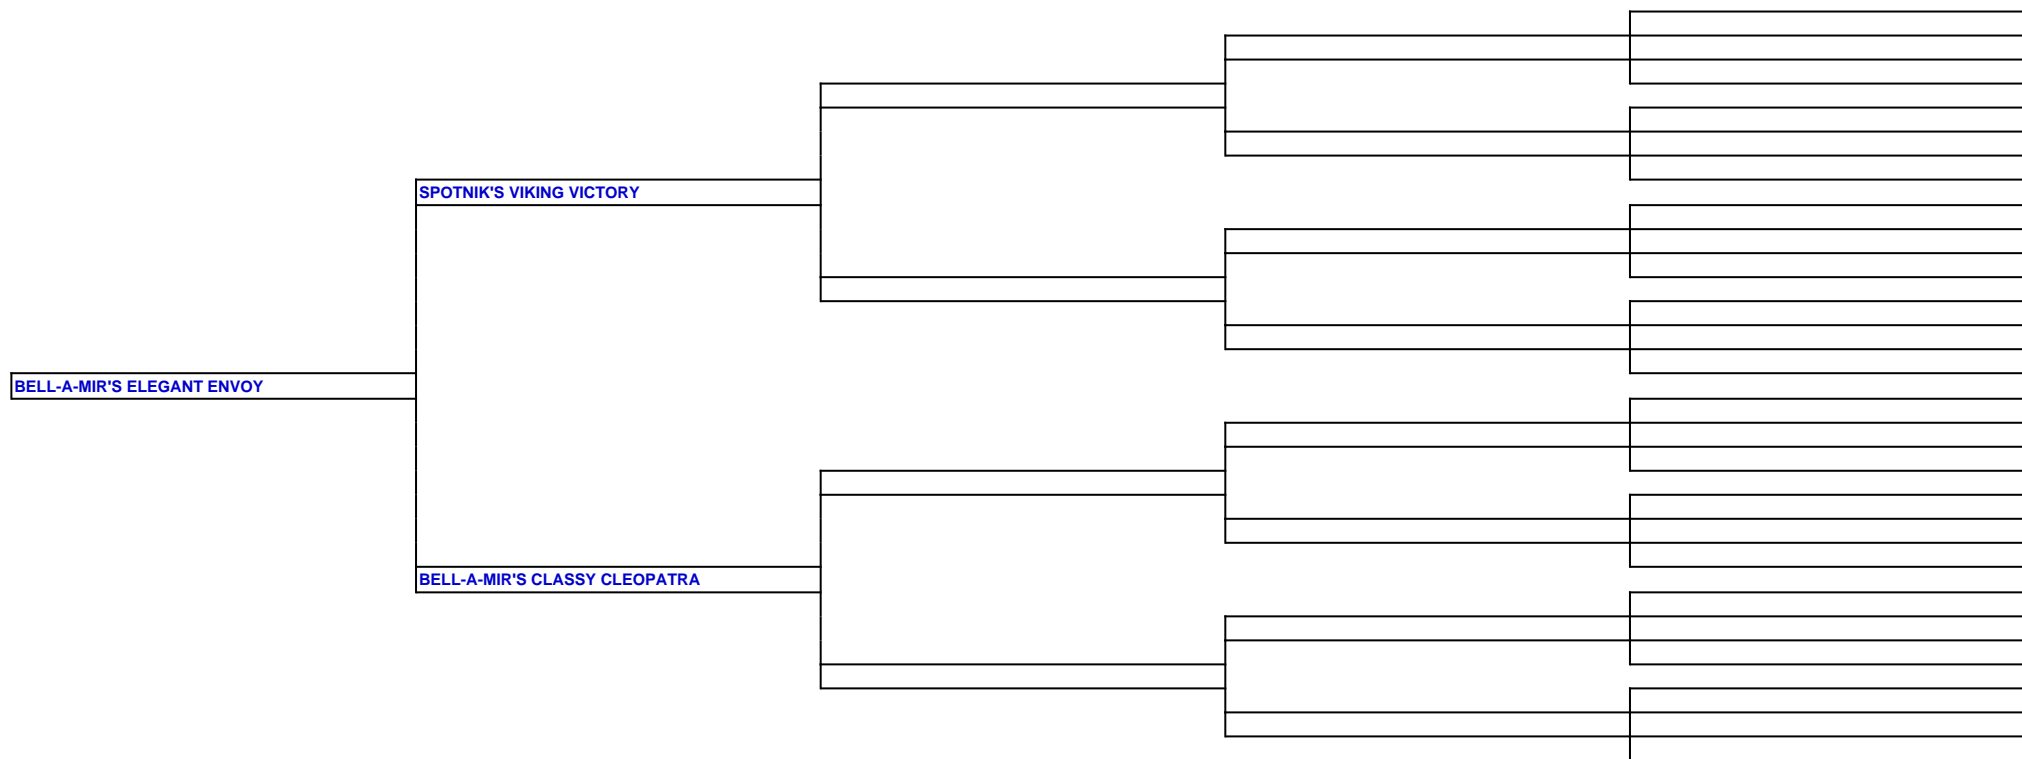 SPOTNIK'S VIKING VICTORY
BELL-A-MIR'S ELEGANT ENVOY
BELL-A-MIR'S CLASSY CLEOPATRA